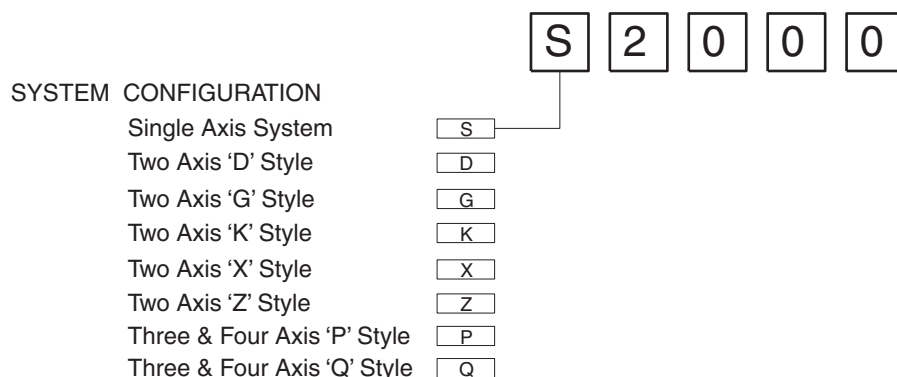 S 2 0 0 0
SYSTEM CONFIGURATION
Single Axis System S
Two Axis ‘D’ Style D
Two Axis ‘G’ Style G
Two Axis ‘K’ Style K
Two Axis ‘X’ Style X
Two Axis ‘Z’ Style Z
Three & Four Axis ‘P’ Style P
Three & Four Axis ‘Q’ Style Q